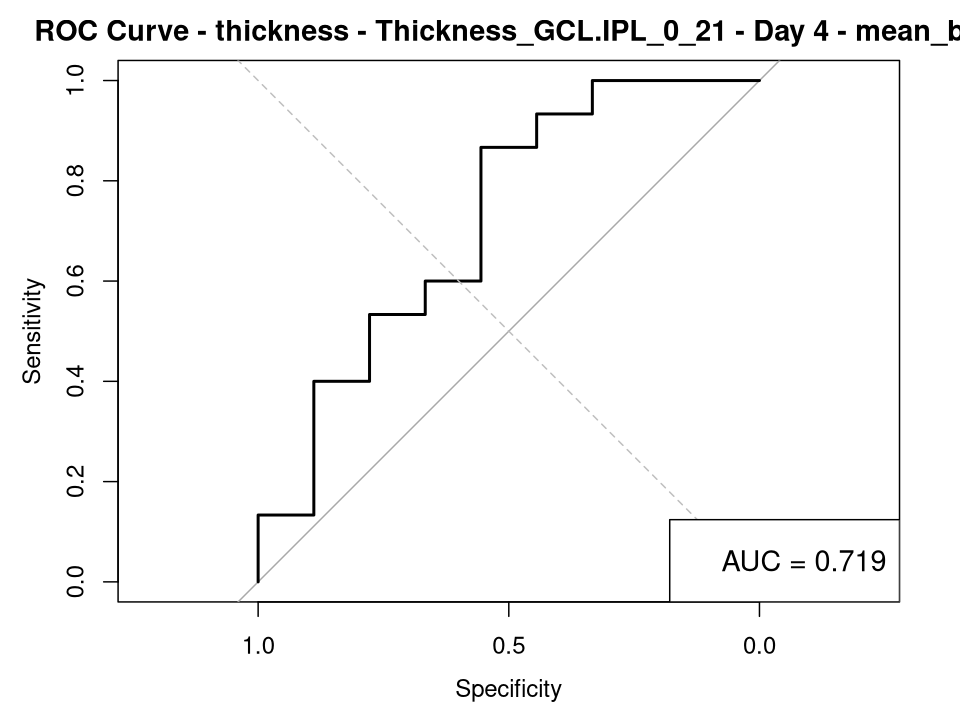 ROC Curve - thickness - Thickness_GCL.IPL_0_21 - Day 4 - mean_b
1.0
0.8
0.6
0.4
0.2
0.0
Sensitivity
AUC = 0.719
1.0 0.5 0.0
Specificity